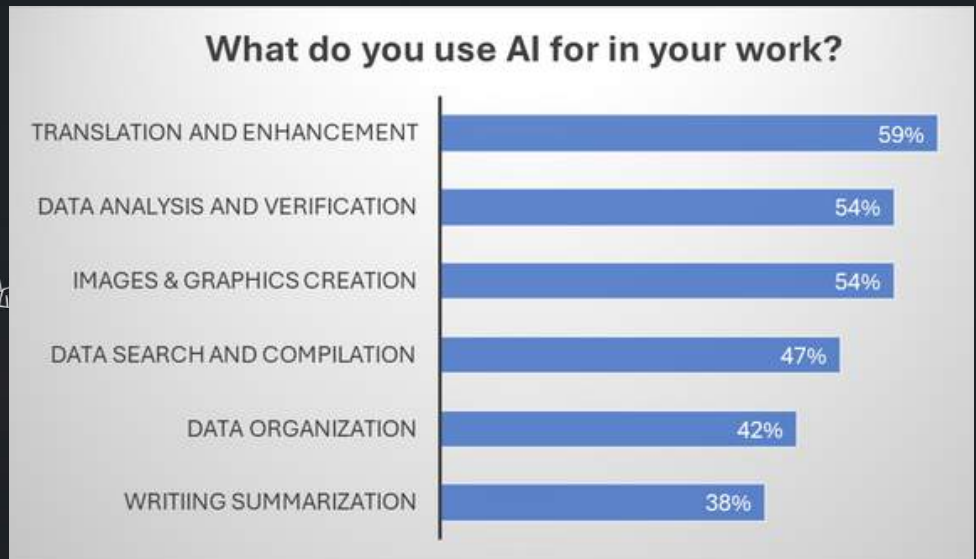 What do you use AI for in your work?
TRANSLATION AND ENHANCEMENT 59%
DATA ANALYSIS AND VERIFICATION 54%
IMAGES & GRAPHICS CREATION 54%
DATA SEARCH AND COMPILATION 47%
DATA ORGANIZATION 42%
WRITIING SUMMARIZATION 38%